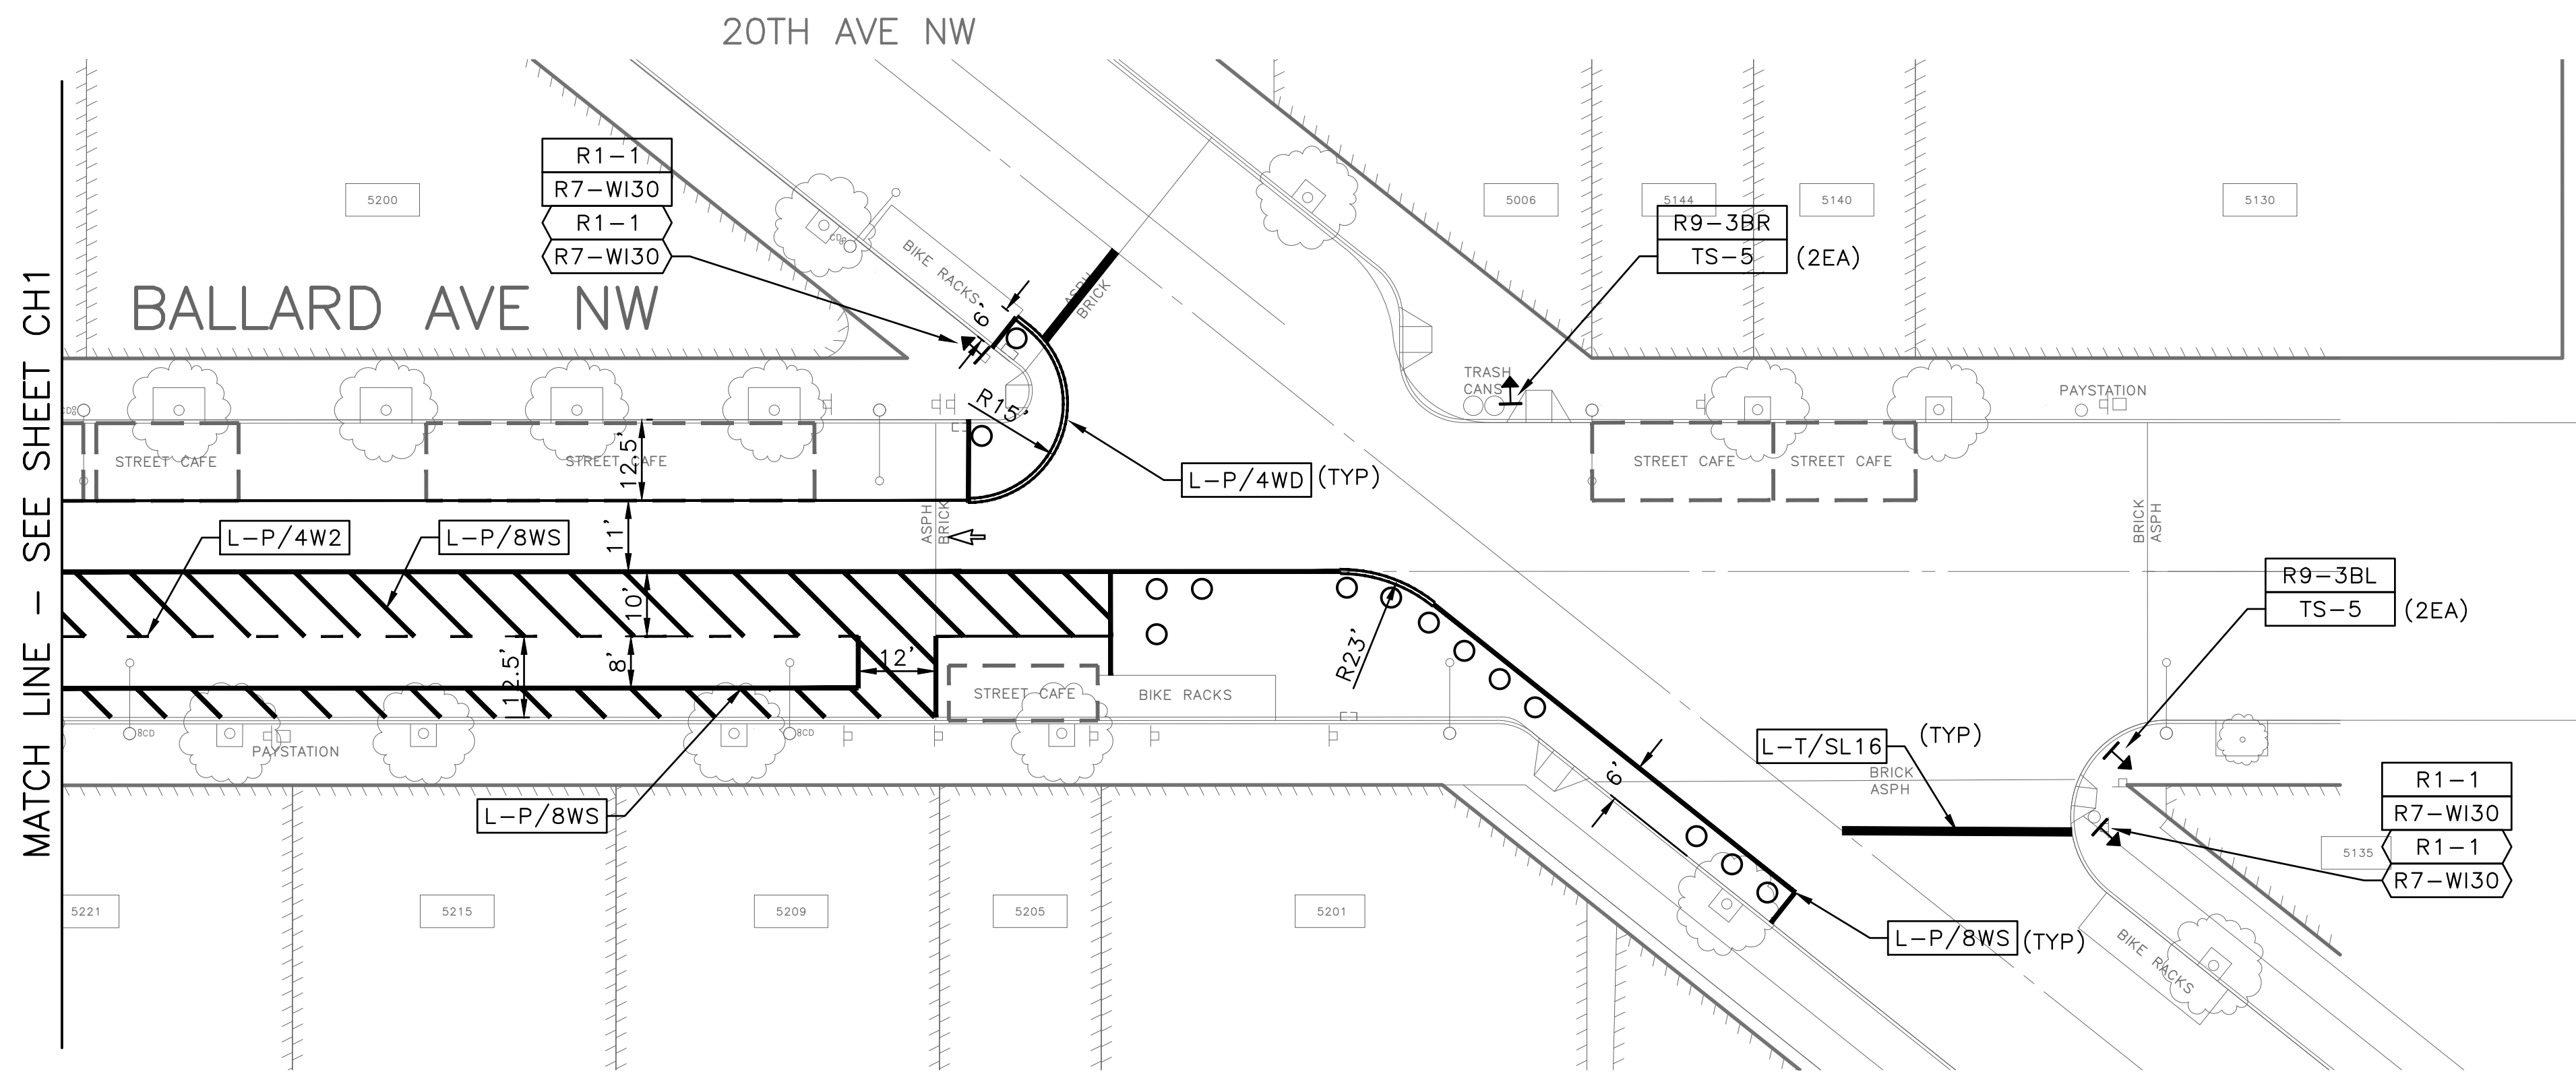 20TH AVE NW
R1-1
R7-WI30
R1-1
R7-WI30
5200
BALLARD AVE NW
MATCH LINE - SEE SHEET CH1
BIKE RACKS
6'
ASPH
BRICK
R15'
5006
5144
5140
5130
R9-3BR
TS-5
(2EA)
TRASH
CANS
PAYSTATION
STREET CAFE
STREET CAFE
12.5'
L-P/4WD
(TYP)
STREET CAFE
STREET CAFE
L-P/4W2
L-P/8WS
11'
ASPH
BRICK
BRICK
ASPH
R9-3BL
TS-5
(2EA)
10'
12.5'
8'
12'
STREET CAFE
BIKE RACKS
R23'
8CD
8CD
PAYSTATION
6'
L-T/SL16
(TYP)
BRICK
ASPH
R1-1
R7-WI30
R1-1
R7-WI30
5135
L-P/8WS
5221
5215
5209
5205
5201
L-P/8WS
(TYP)
BIKE RACKS